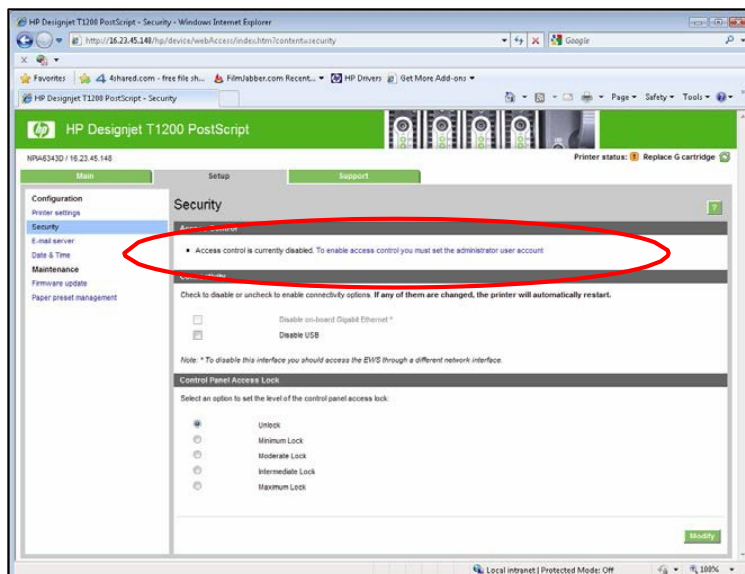 HP Designjet T1200 PostScript - Security - Windows Internet Explorer
http://16.23.45.148/hp/device/webAccess/index.htm?content=security
Google
Favorites 4shared.com - free file sh... FilmJabber.com Recent... HP Drivers Get More Add-ons
HP Designjet T1200 PostScript - Security
Page Safety Tools
hp HP Designjet T1200 PostScript
NPIA6343D / 16.23.45.148
Printer status: Replace G cartridge
Main Setup Support
Configuration
Printer settings
Security
E-mail server
Date & Time
Maintenance
Firmware update
Paper preset management
Security
?
Access Control
Access control is currently disabled. To enable access control you must set the administrator user account
Connectivity
Check to disable or uncheck to enable connectivity options. If any of them are changed, the printer will automatically restart.
Disable on-board Gigabit Ethernet *
Disable USB
Note: * To disable this interface you should access the EWS through a different network interface.
Control Panel Access Lock
Select an option to set the level of the control panel access lock:
Unlock
Minimum Lock
Moderate Lock
Intermediate Lock
Maximum Lock
Modify
Local intranet | Protected Mode: Off
100%